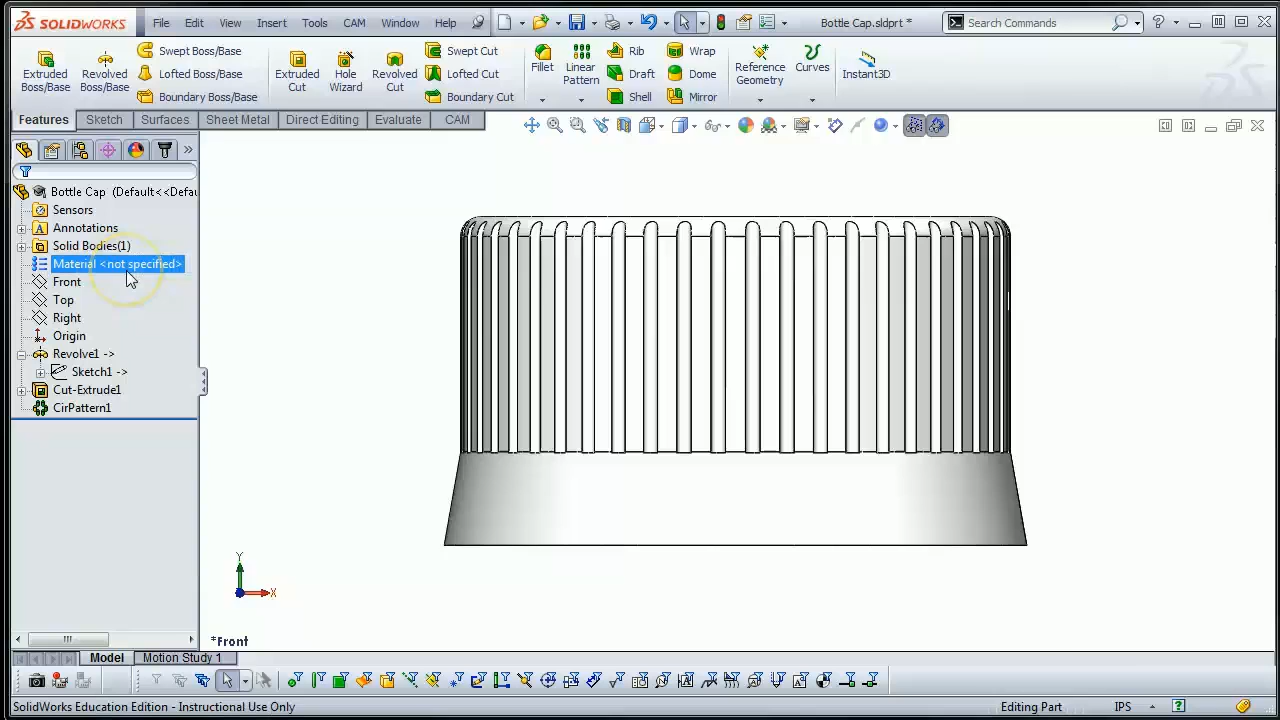 SOLIDWORKS File Edit View Insert Tools CAM Window Help Bottle Cap.sldprt * Search Commands
Extruded Boss/Base
Revolved Boss/Base
Swept Boss/Base
Lofted Boss/Base
Boundary Boss/Base
Extruded Cut
Hole Wizard
Revolved Cut
Swept Cut
Lofted Cut
Boundary Cut
Fillet
Linear Pattern
Rib
Draft
Shell
Wrap
Dome
Mirror
Reference Geometry
Curves
Instant3D
Features Sketch Surfaces Sheet Metal Direct Editing Evaluate CAM
Bottle Cap (Default<<Defau
Sensors
Annotations
Solid Bodies(1)
Material <not specified>
Front
Top
Right
Origin
Revolve1 ->
Sketch1 ->
Cut-Extrude1
CirPattern1
Y
X
*Front
Model Motion Study 1
SolidWorks Education Edition - Instructional Use Only Editing Part IPS